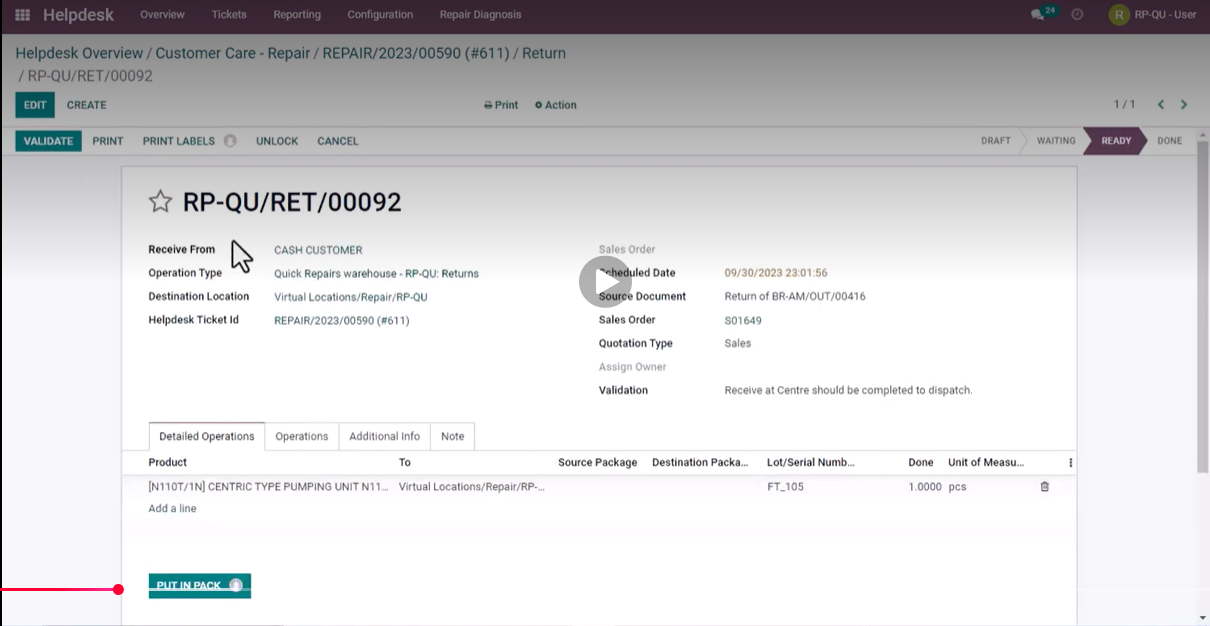 Helpdesk Overview Tickets Reporting Configuration Repair Diagnosis 24 R RP-QU - User
Helpdesk Overview / Customer Care - Repair / REPAIR/2023/00590 (#611) / Return
/ RP-QU/RET/00092
EDIT CREATE Print Action 1 / 1
VALIDATE PRINT PRINT LABELS UNLOCK CANCEL DRAFT WAITING READY DONE
RP-QU/RET/00092
Receive From CASH CUSTOMER Sales Order
Operation Type Quick Repairs warehouse - RP-QU: Returns Scheduled Date 09/30/2023 23:01:56
Destination Location Virtual Locations/Repair/RP-QU Source Document Return of BR-AM/OUT/00416
Helpdesk Ticket Id REPAIR/2023/00590 (#611) Sales Order S01649
Quotation Type Sales
Assign Owner
Validation Receive at Centre should be completed to dispatch.
Detailed Operations Operations Additional Info Note
Product To Source Package Destination Packa... Lot/Serial Numb... Done Unit of Measu...
[N110T/1N] CENTRIC TYPE PUMPING UNIT N11... Virtual Locations/Repair/RP-... FT_105 1.0000 pcs
Add a line
PUT IN PACK